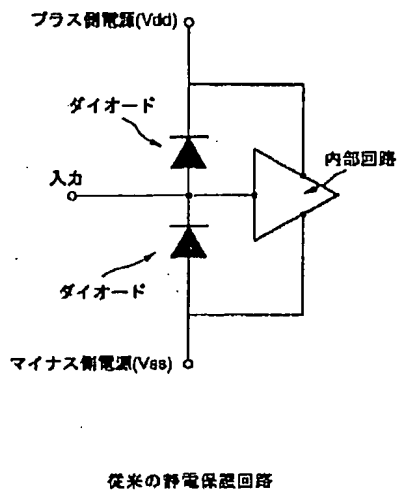 プラス側電源(Vdd)
ダイオード
内部回路
入力
ダイオード
マイナス側電源(Vss)
従来の静電保護回路